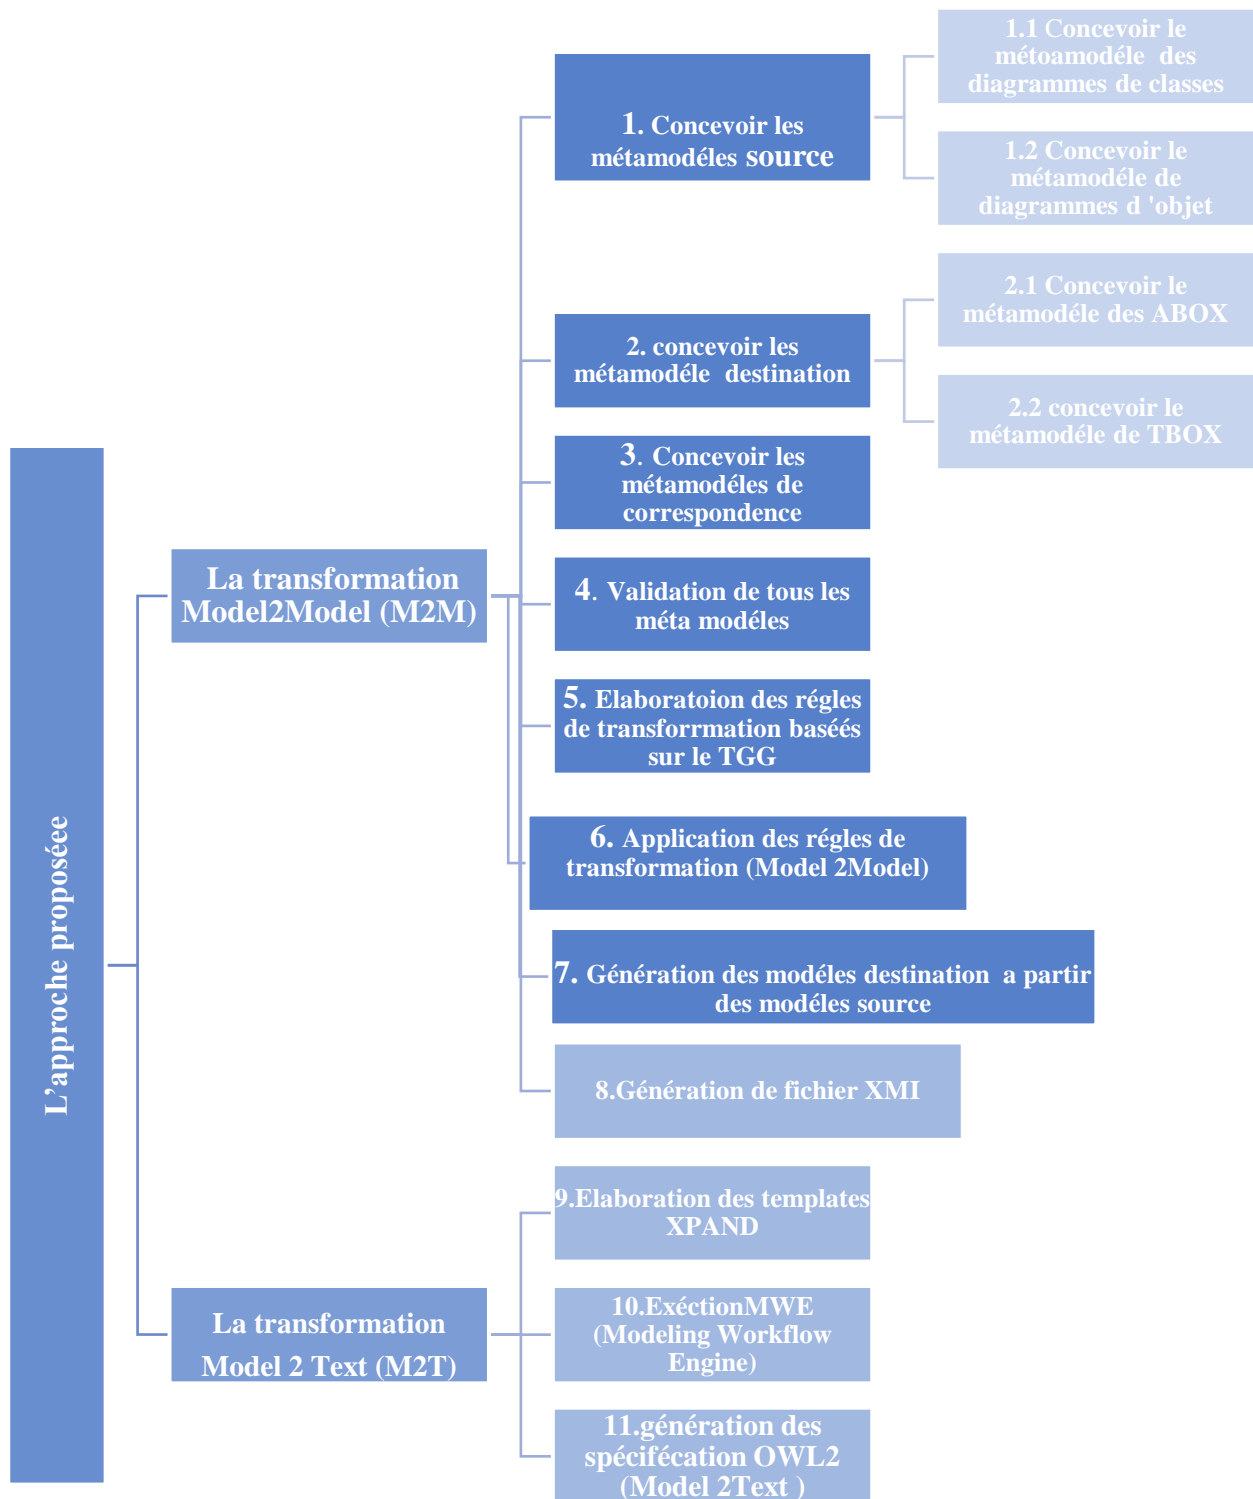 L'approche proposéee
La transformation
Model2Model (M2M)
1. Concevoir les
métamodéles source
1.1 Concevoir le
métoamodéle des
diagrammes de classes
1.2 Concevoir le
métamodéle de
diagrammes d 'objet
2. concevoir les
métamodéle destination
2.1 Concevoir le
métamodéle des ABOX
2.2 concevoir le
métamodéle de TBOX
3. Concevoir les
métamodéles de
correspondence
4. Validation de tous les
méta modéles
5. Elaboratoion des régles
de transforrmation baséés
sur le TGG
6. Application des régles de
transformation (Model 2Model)
7. Génération des modéles destination a partir
des modéles source
8.Génération de fichier XMI
La transformation
Model 2 Text (M2T)
9.Elaboration des templates
XPAND
10.ExéctionMWE
(Modeling Workflow
Engine)
11.génération des
spécifécation OWL2
(Model 2Text )